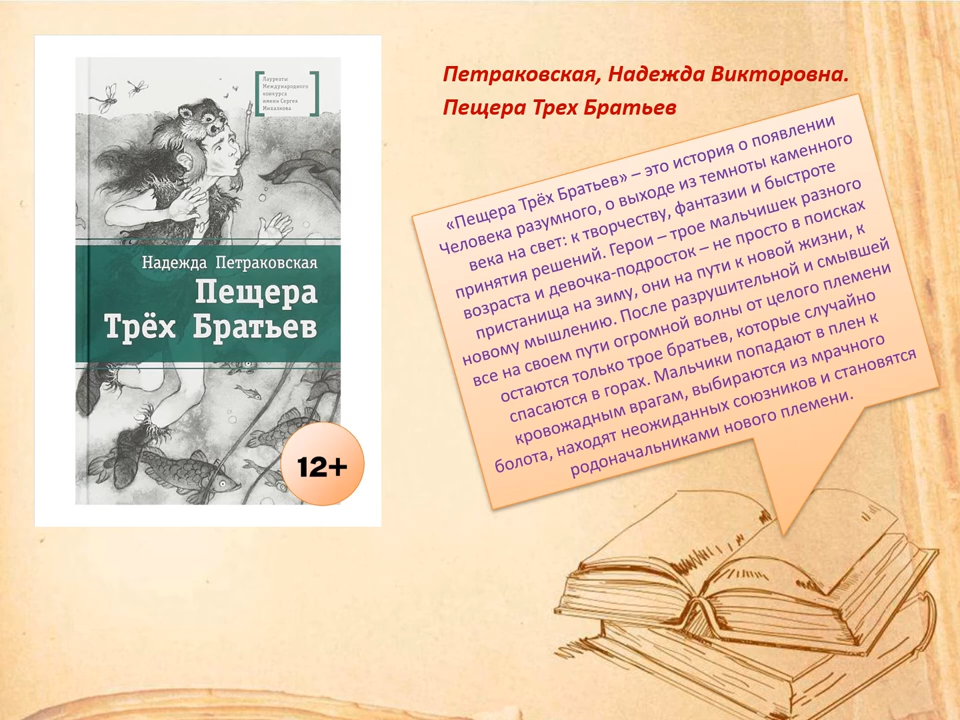 Лауреаты
Международного
конкурса
имени Сергея
Михалкова
Надежда Петраковская
Пещера
Трёх Братьев
12+
Петраковская, Надежда Викторовна.
Пещера Трех Братьев
«Пещера Трёх Братьев» – это история о появлении
Человека разумного, о выходе из темноты каменного
века на свет: к творчеству, фантазии и быстроте
принятия решений. Герои – трое мальчишек разного
возраста и девочка-подросток – не просто в поисках
пристанища на зиму, они на пути к новой жизни, к
новому мышлению. После разрушительной и смывшей
все на своем пути огромной волны от целого племени
остаются только трое братьев, которые случайно
спасаются в горах. Мальчики попадают в плен к
кровожадным врагам, выбираются из мрачного
болота, находят неожиданных союзников и становятся
родоначальниками нового племени.